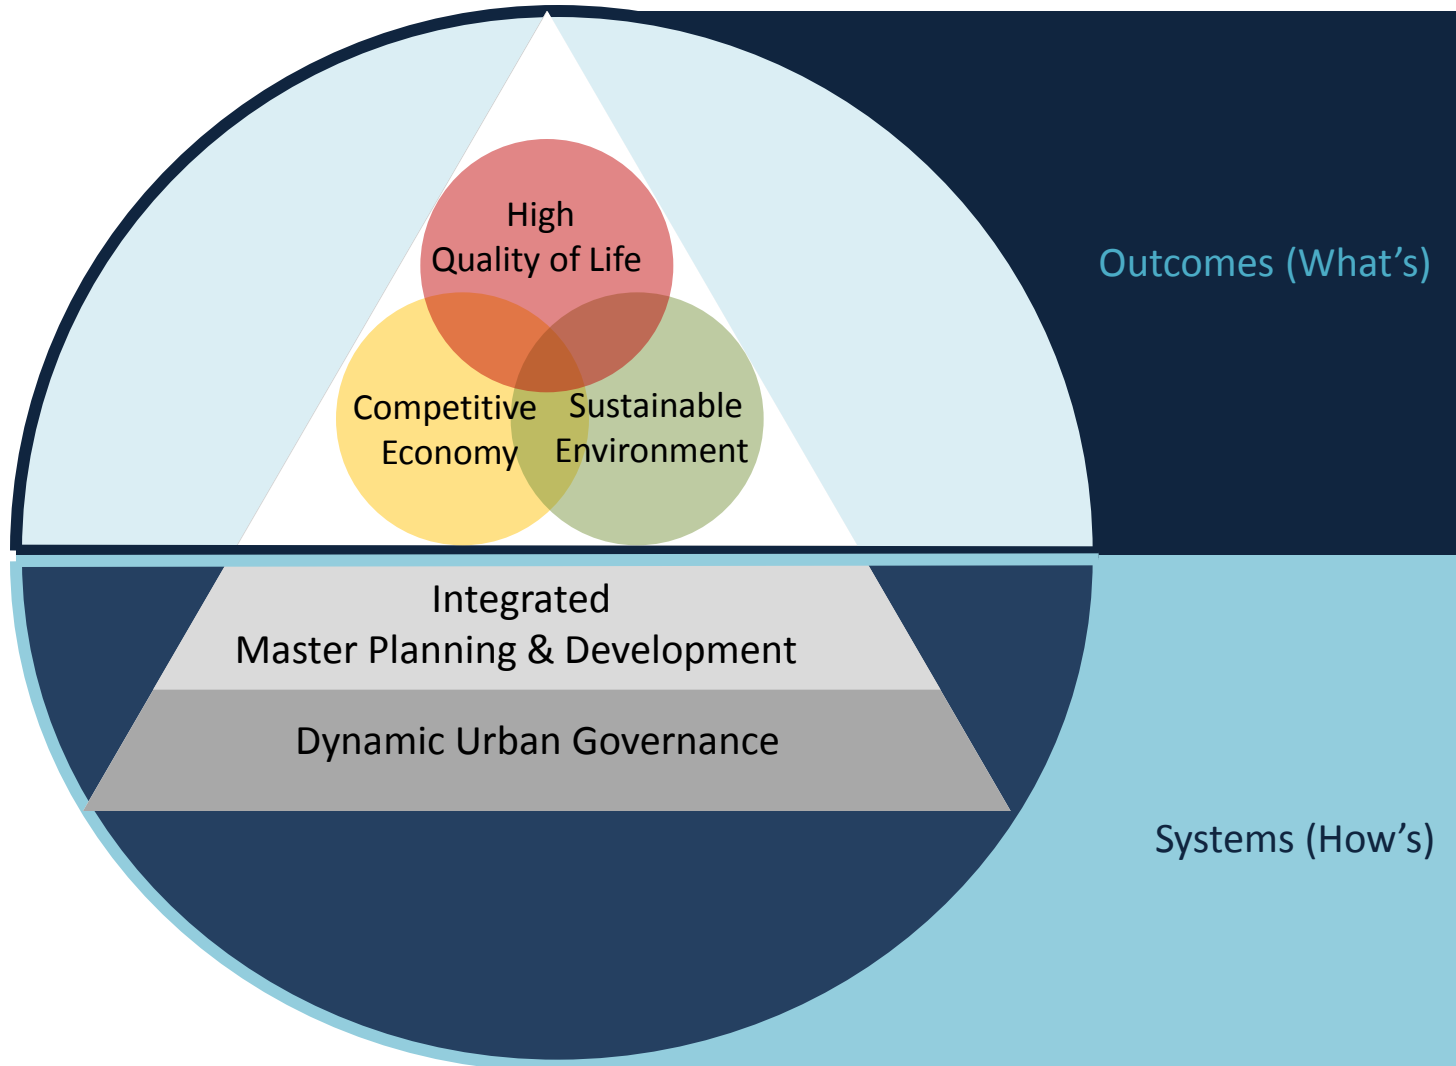 High
Quality of Life
Competitive
Economy
Sustainable
Environment
Outcomes (What’s)
Integrated
Master Planning & Development
Dynamic Urban Governance
Systems (How’s)